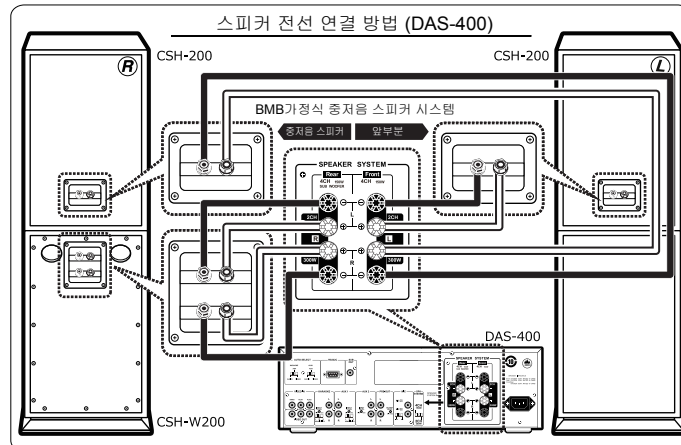 스피커 전선 연결 방법 (DAS-400)
CSH-200
CSH-200
R
L
BMB가정식 중저음 스피커 시스템
중저음 스피커
앞부분
SPEAKER SYSTEM
Rear
Front
4CH 150W
4CH 150W
SUB WOOFER
L
2CH
2CH
R
L
R
300W
300W
DAS-400
SPEAKER SYSTEM
CSH-W200